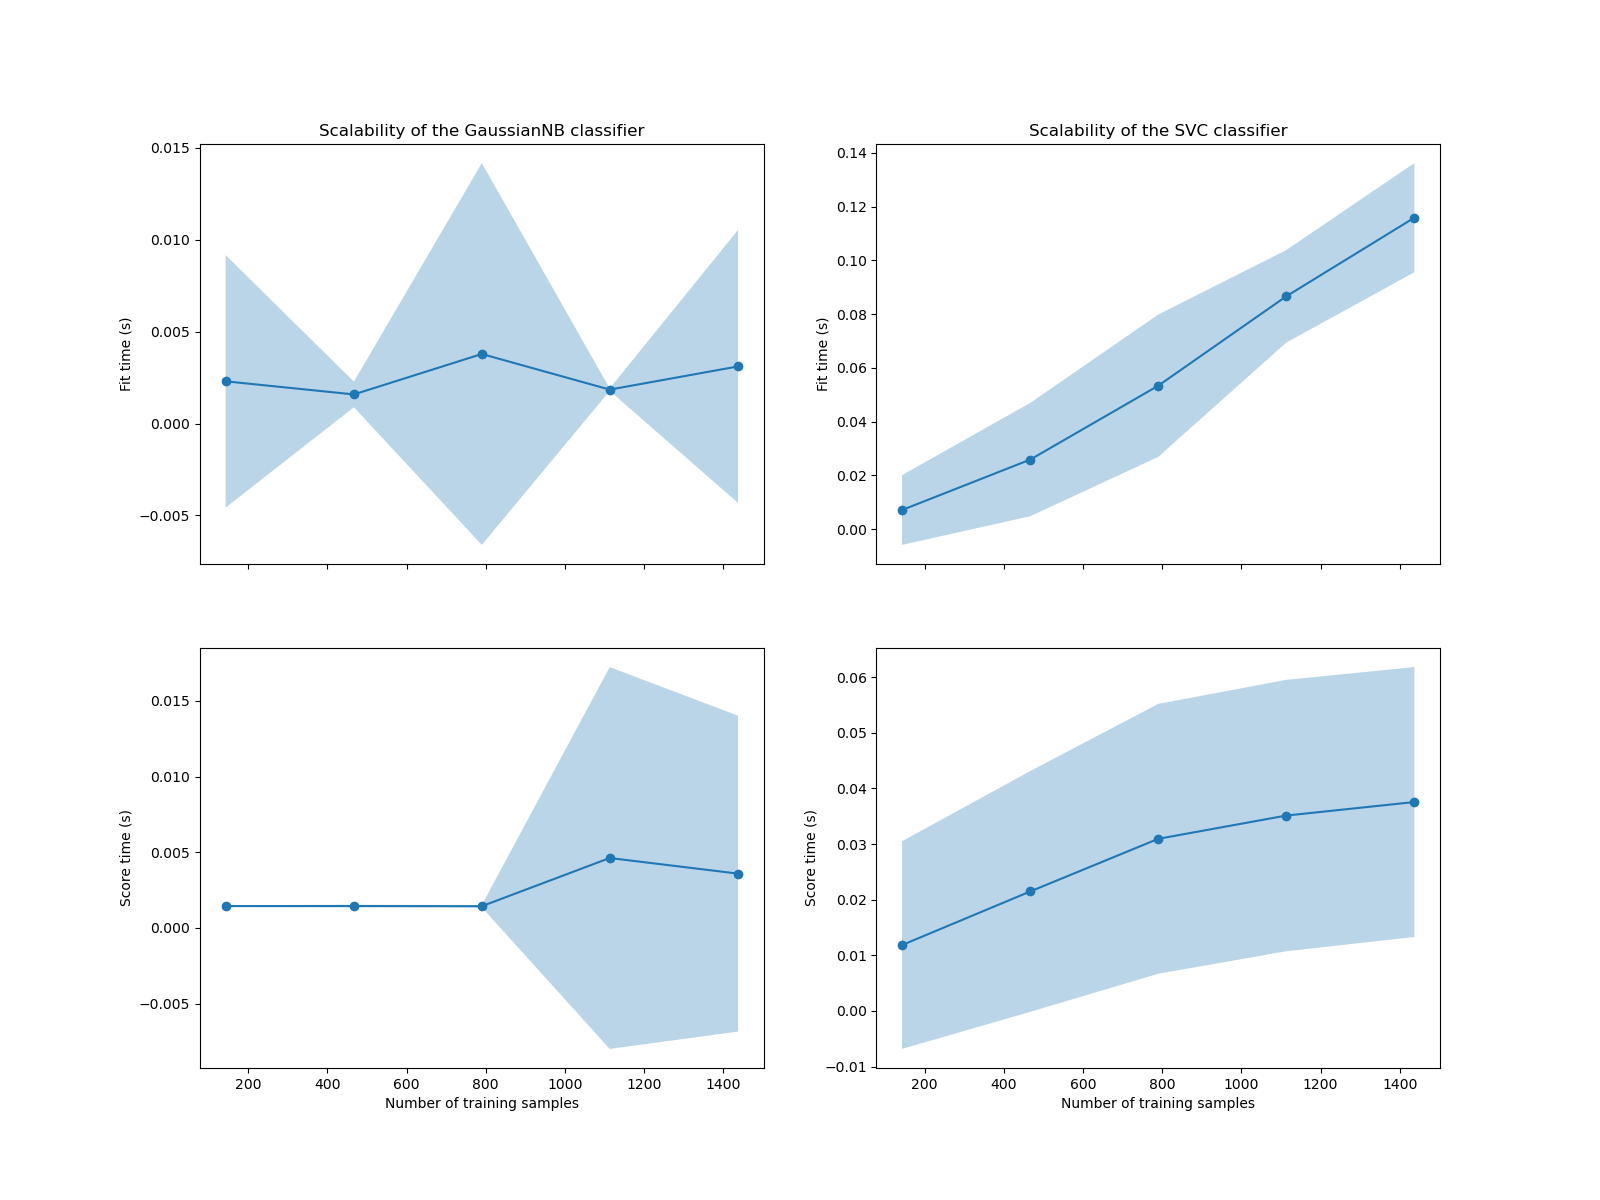 Scalability of the GaussianNB classifier
0.015
0.010
0.005
0.000
−0.005
Fit time (s)
Scalability of the SVC classifier
0.14
0.12
0.10
0.08
0.06
0.04
0.02
0.00
Fit time (s)
0.015
0.010
0.005
0.000
−0.005
Score time (s)
200 400 600 800 1000 1200 1400
Number of training samples
0.06
0.05
0.04
0.03
0.02
0.01
0.00
−0.01
Score time (s)
200 400 600 800 1000 1200 1400
Number of training samples